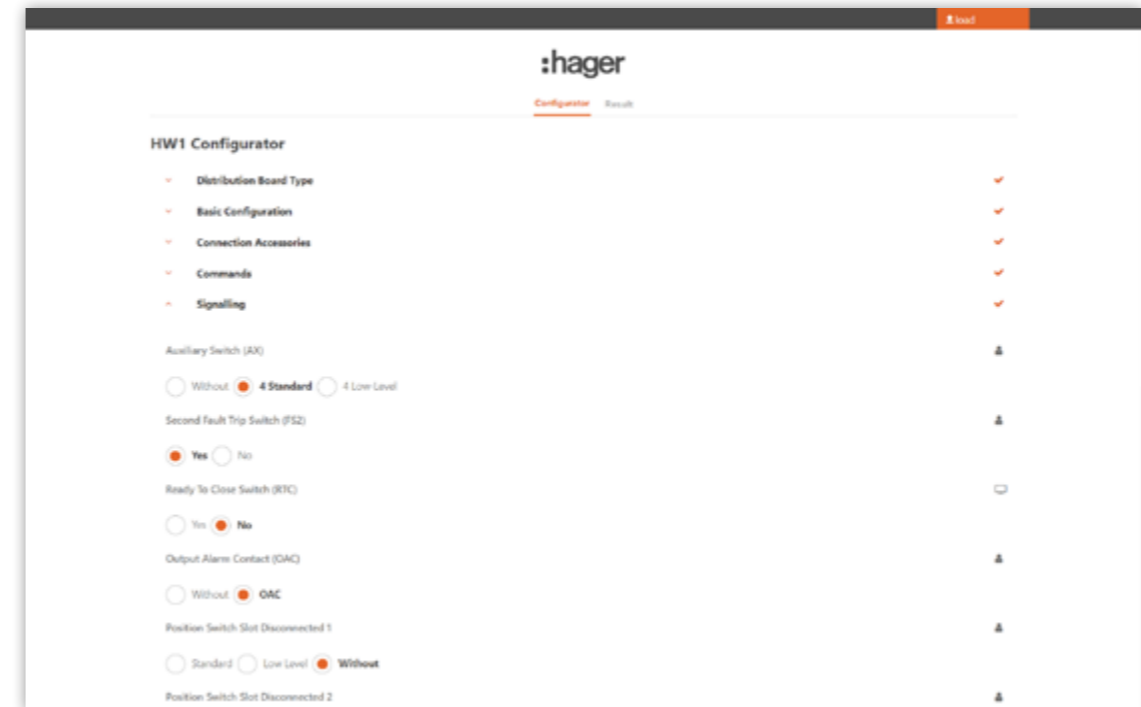 load
:hager
Configurator Result
HW1 Configurator
Distribution Board Type
Basic Configuration
Connection Accessories
Commands
Signalling
Auxiliary Switch (AX)
Without 4 Standard 4 Low Level
Second Fault Trip Switch (FS2)
Yes No
Ready To Close Switch (RTC)
Yes No
Output Alarm Contact (OAC)
Without OAC
Position Switch Slot Disconnected 1
Standard Low Level Without
Position Switch Slot Disconnected 2